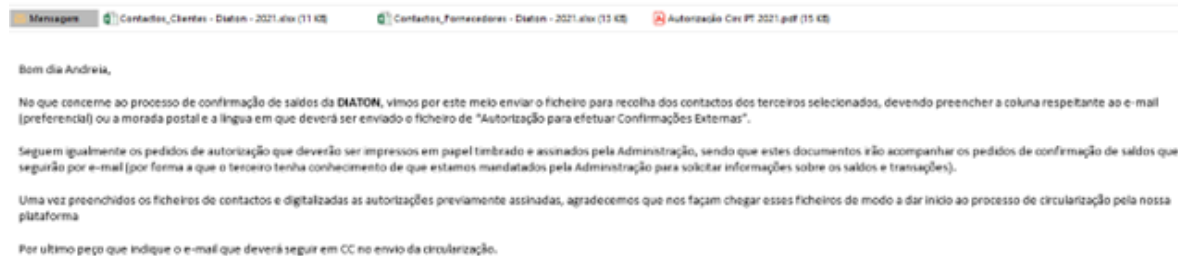 Mensagem Contactos_Clientes - Diaton - 2021.xlsx (11 KB) Contactos_Fornecedores - Diaton - 2021.xlsx (13 KB) Autorização Circ PT 2021.pdf (15 KB)
Bom dia Andreia,
No que concerne ao processo de confirmação de saldos da DIATON, vimos por este meio enviar o ficheiro para recolha dos contactos dos terceiros selecionados, devendo preencher a coluna respeitante ao e-mail
(preferencial) ou a morada postal e a língua em que deverá ser enviado o ficheiro de "Autorização para efetuar Confirmações Externas".
Seguem igualmente os pedidos de autorização que deverão ser impressos em papel timbrado e assinados pela Administração, sendo que estes documentos irão acompanhar os pedidos de confirmação de saldos que
seguirão por e-mail (por forma a que o terceiro tenha conhecimento de que estamos mandatados pela Administração para solicitar informações sobre os saldos e transações).
Uma vez preenchidos os ficheiros de contactos e digitalizadas as autorizações previamente assinadas, agradecemos que nos façam chegar esses ficheiros de modo a dar inicio ao processo de circularização pela nossa
plataforma
Por ultimo peço que indique o e-mail que deverá seguir em CC no envio da circularização.